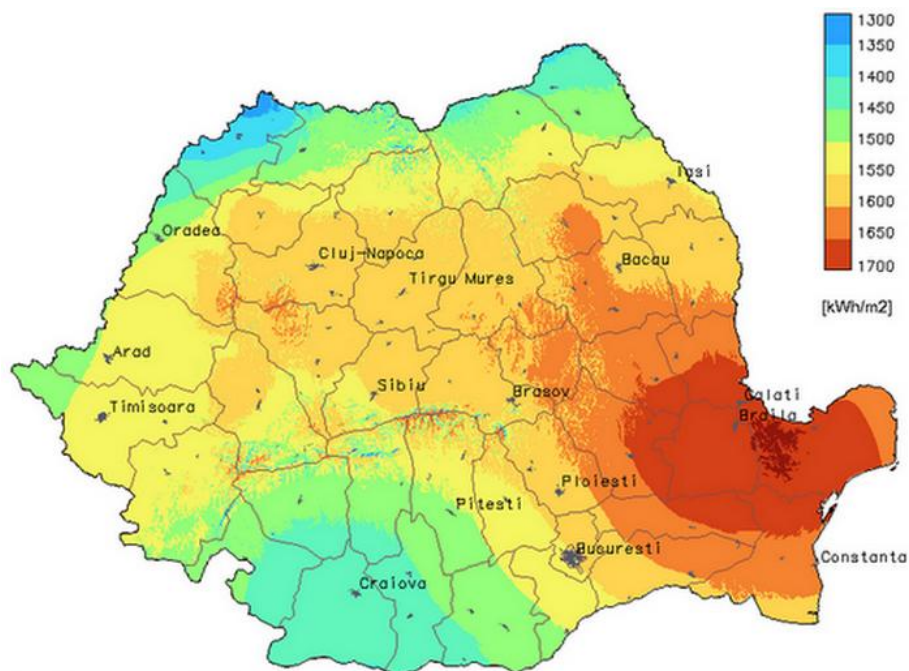 1300
1350
1400
1450
1500
1550
1600
1650
1700
[kWh/m2]
Iasi
Oradea
Cluj-Napoca
Bacau
Tirgu Mures
Arad
Sibiu
Brasov
Galati
Timisoara
Braila
Ploiesti
Pitesti
Bucuresti
Constanta
Craiova